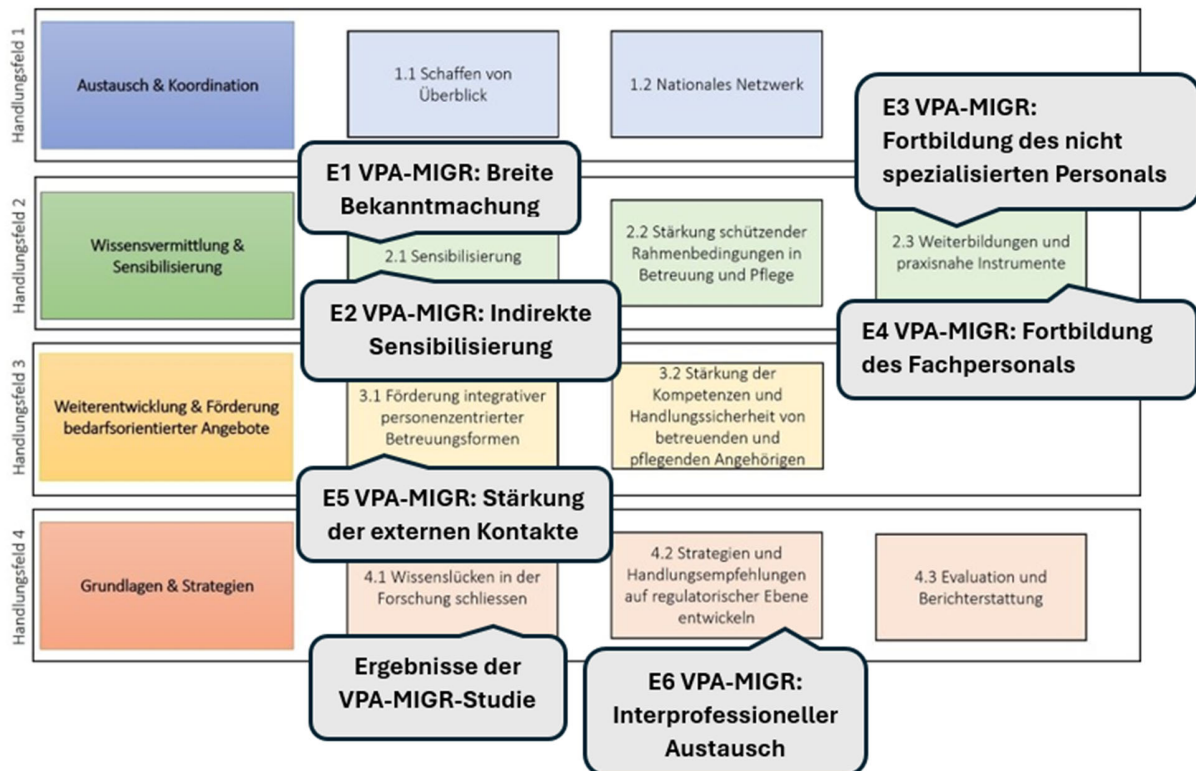 Handlungsfeld 1
Austausch & Koordination
1.1 Schaffen von
Überblick
1.2 Nationales Netzwerk
E3 VPA-MIGR:
Fortbildung des nicht
spezialisierten Personals
E1 VPA-MIGR: Breite
Bekanntmachung
Handlungsfeld 2
Wissensvermittlung &
Sensibilisierung
2.1 Sensibilisierung
2.2 Stärkung schützender
Rahmenbedingungen in
Betreuung und Pflege
2.3 Weiterbildungen und
praxisnahe Instrumente
E2 VPA-MIGR: Indirekte
Sensibilisierung
E4 VPA-MIGR: Fortbildung
des Fachpersonals
Handlungsfeld 3
Weiterentwicklung & Förderung
bedarfsorientierter Angebote
3.1 Förderung integrativer
personenzentrierter
Betreuungsformen
3.2 Stärkung der
Kompetenzen und
Handlungssicherheit von
betreuenden und
pflegenden Angehörigen
E5 VPA-MIGR: Stärkung
der externen Kontakte
Handlungsfeld 4
Grundlagen & Strategien
4.1 Wissenslücken in der
Forschung schliessen
4.2 Strategien und
Handlungsempfehlungen
auf regulatorischer Ebene
entwickeln
4.3 Evaluation und
Berichterstattung
Ergebnisse der
VPA-MIGR-Studie
E6 VPA-MIGR:
Interprofessioneller
Austausch